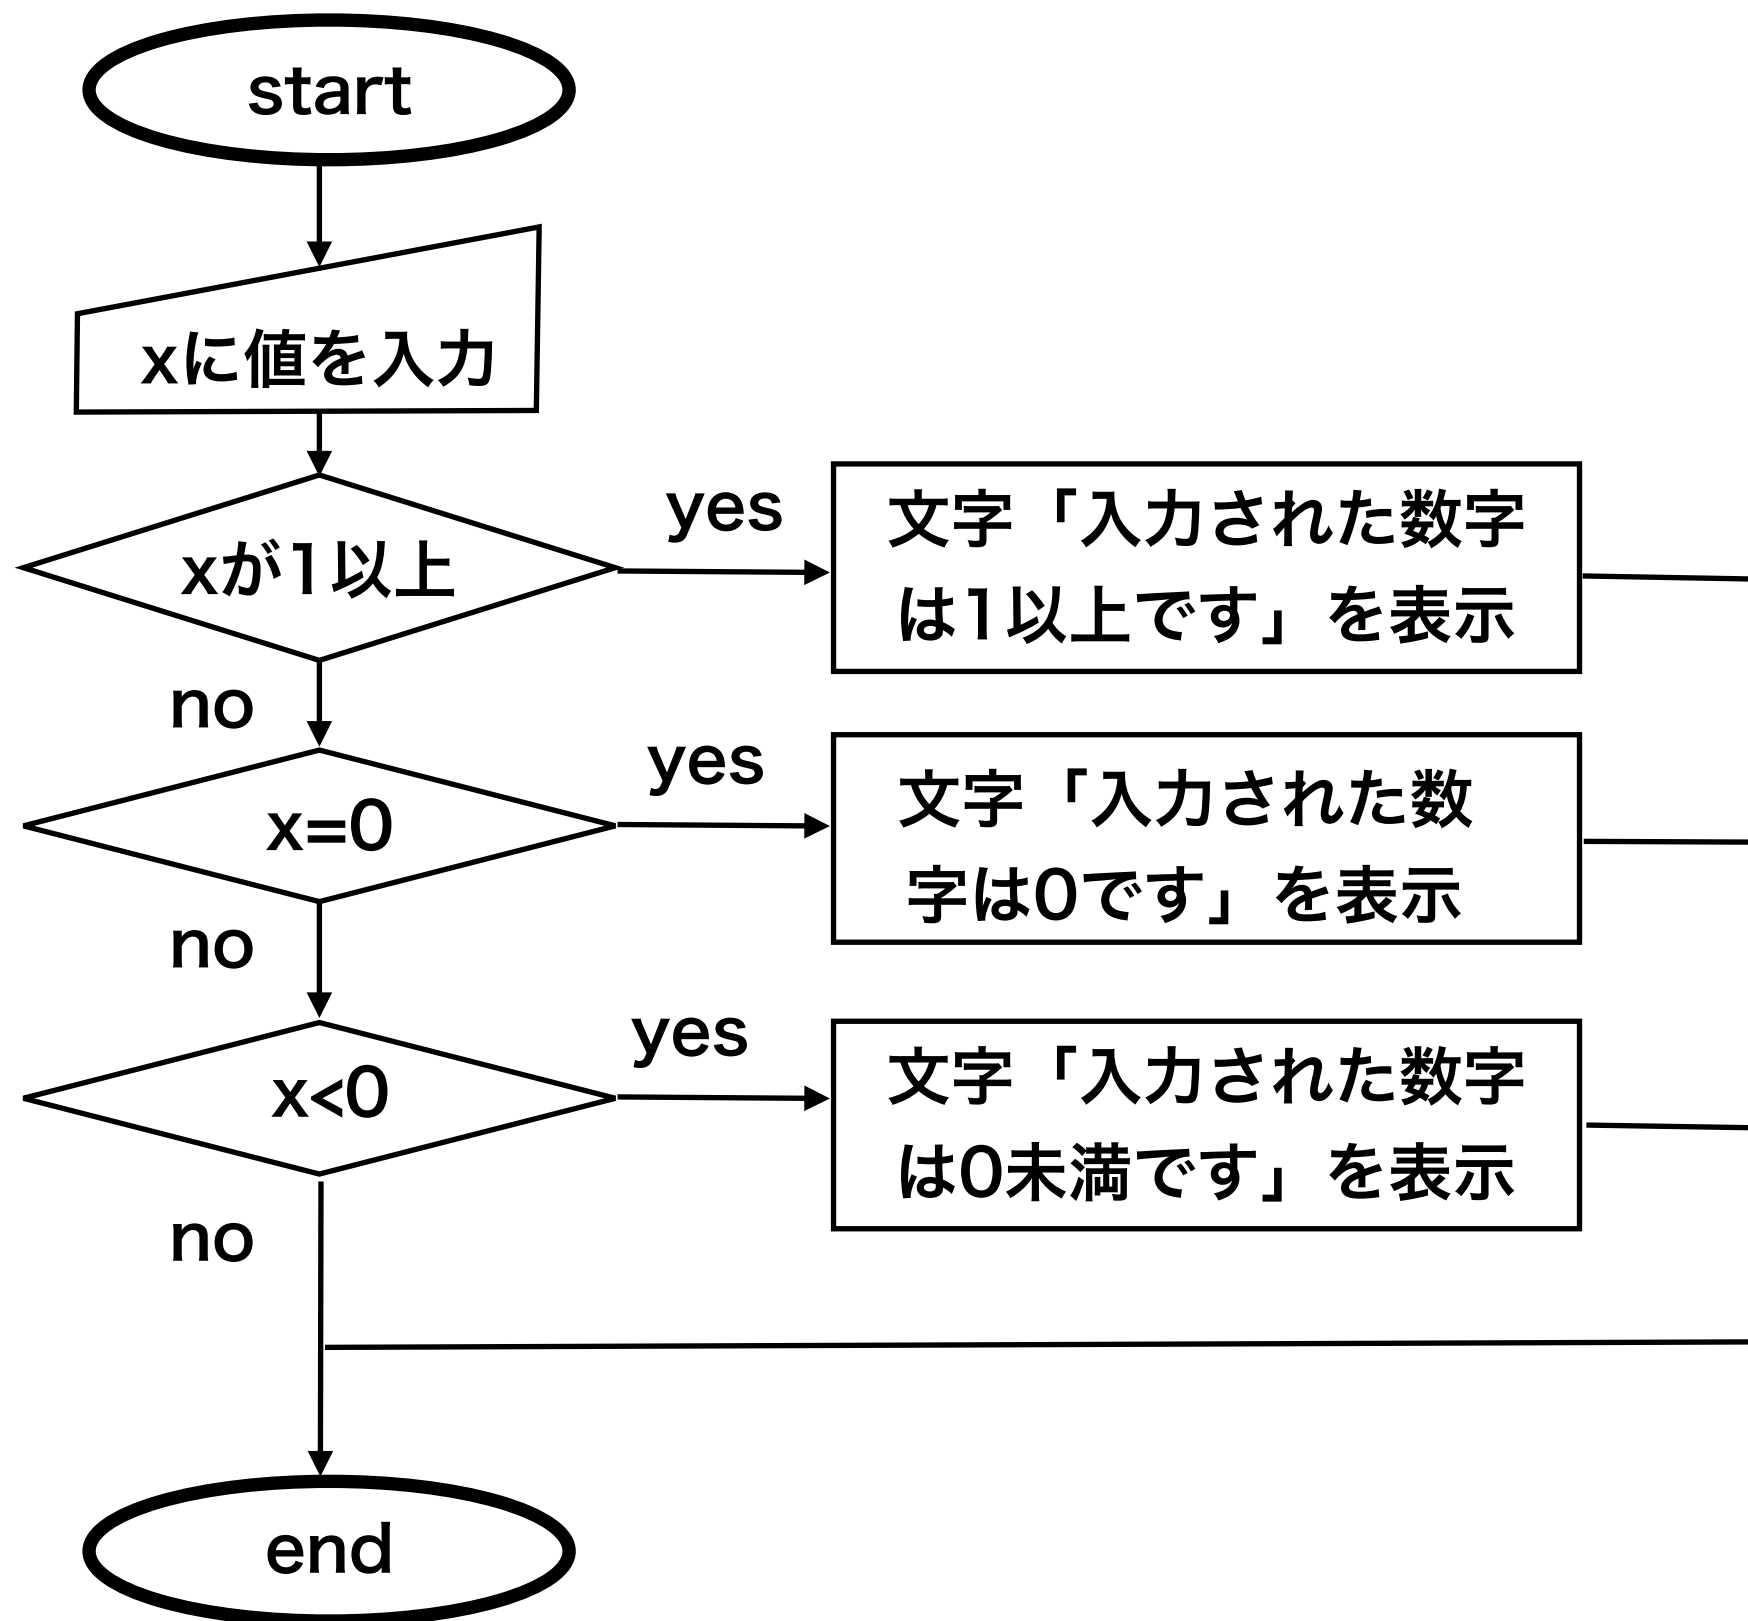 start
xに値を入力
xが1以上
yes
文字「入力された数字
は1以上です」を表示
no
x=0
yes
文字「入力された数
字は0です」を表示
no
x<0
yes
文字「入力された数字
は0未満です」を表示
no
end